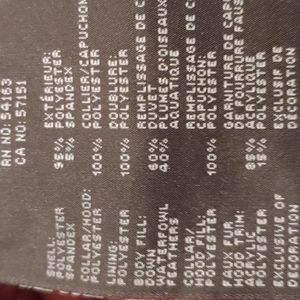 RN NO: 54163
CA NO: 57151
SHELL:
POLYESTER 95% POLYESTER
SPANDEX 5% SPANDEX
COLLAR/HOOD: COLLIER/CAPUCHON
POLYESTER 100% POLYESTER
LINING: DOUBLURE:
POLYESTER 100% POLYESTER
BODY FILL: REMPLISSAGE DE
DOWN 60% DUVET
WATERFOWL 40% PLUMES D'OISEAUX
FEATHERS AQUATIQUE
COLLAR/ REMPLISSAGE DE
HOOD FILL: CAPUCHON:
POLYESTER 100% POLYESTER
FAUX FUR TRIM: GARNITURE DE
DE FOURRURE
ACRYLIC 85%
POLYESTER 15% POLYESTER
EXCLUSIVE OF EXCLUSIF DE
DECORATION DÉCORATION
EXTÉRIEUR: